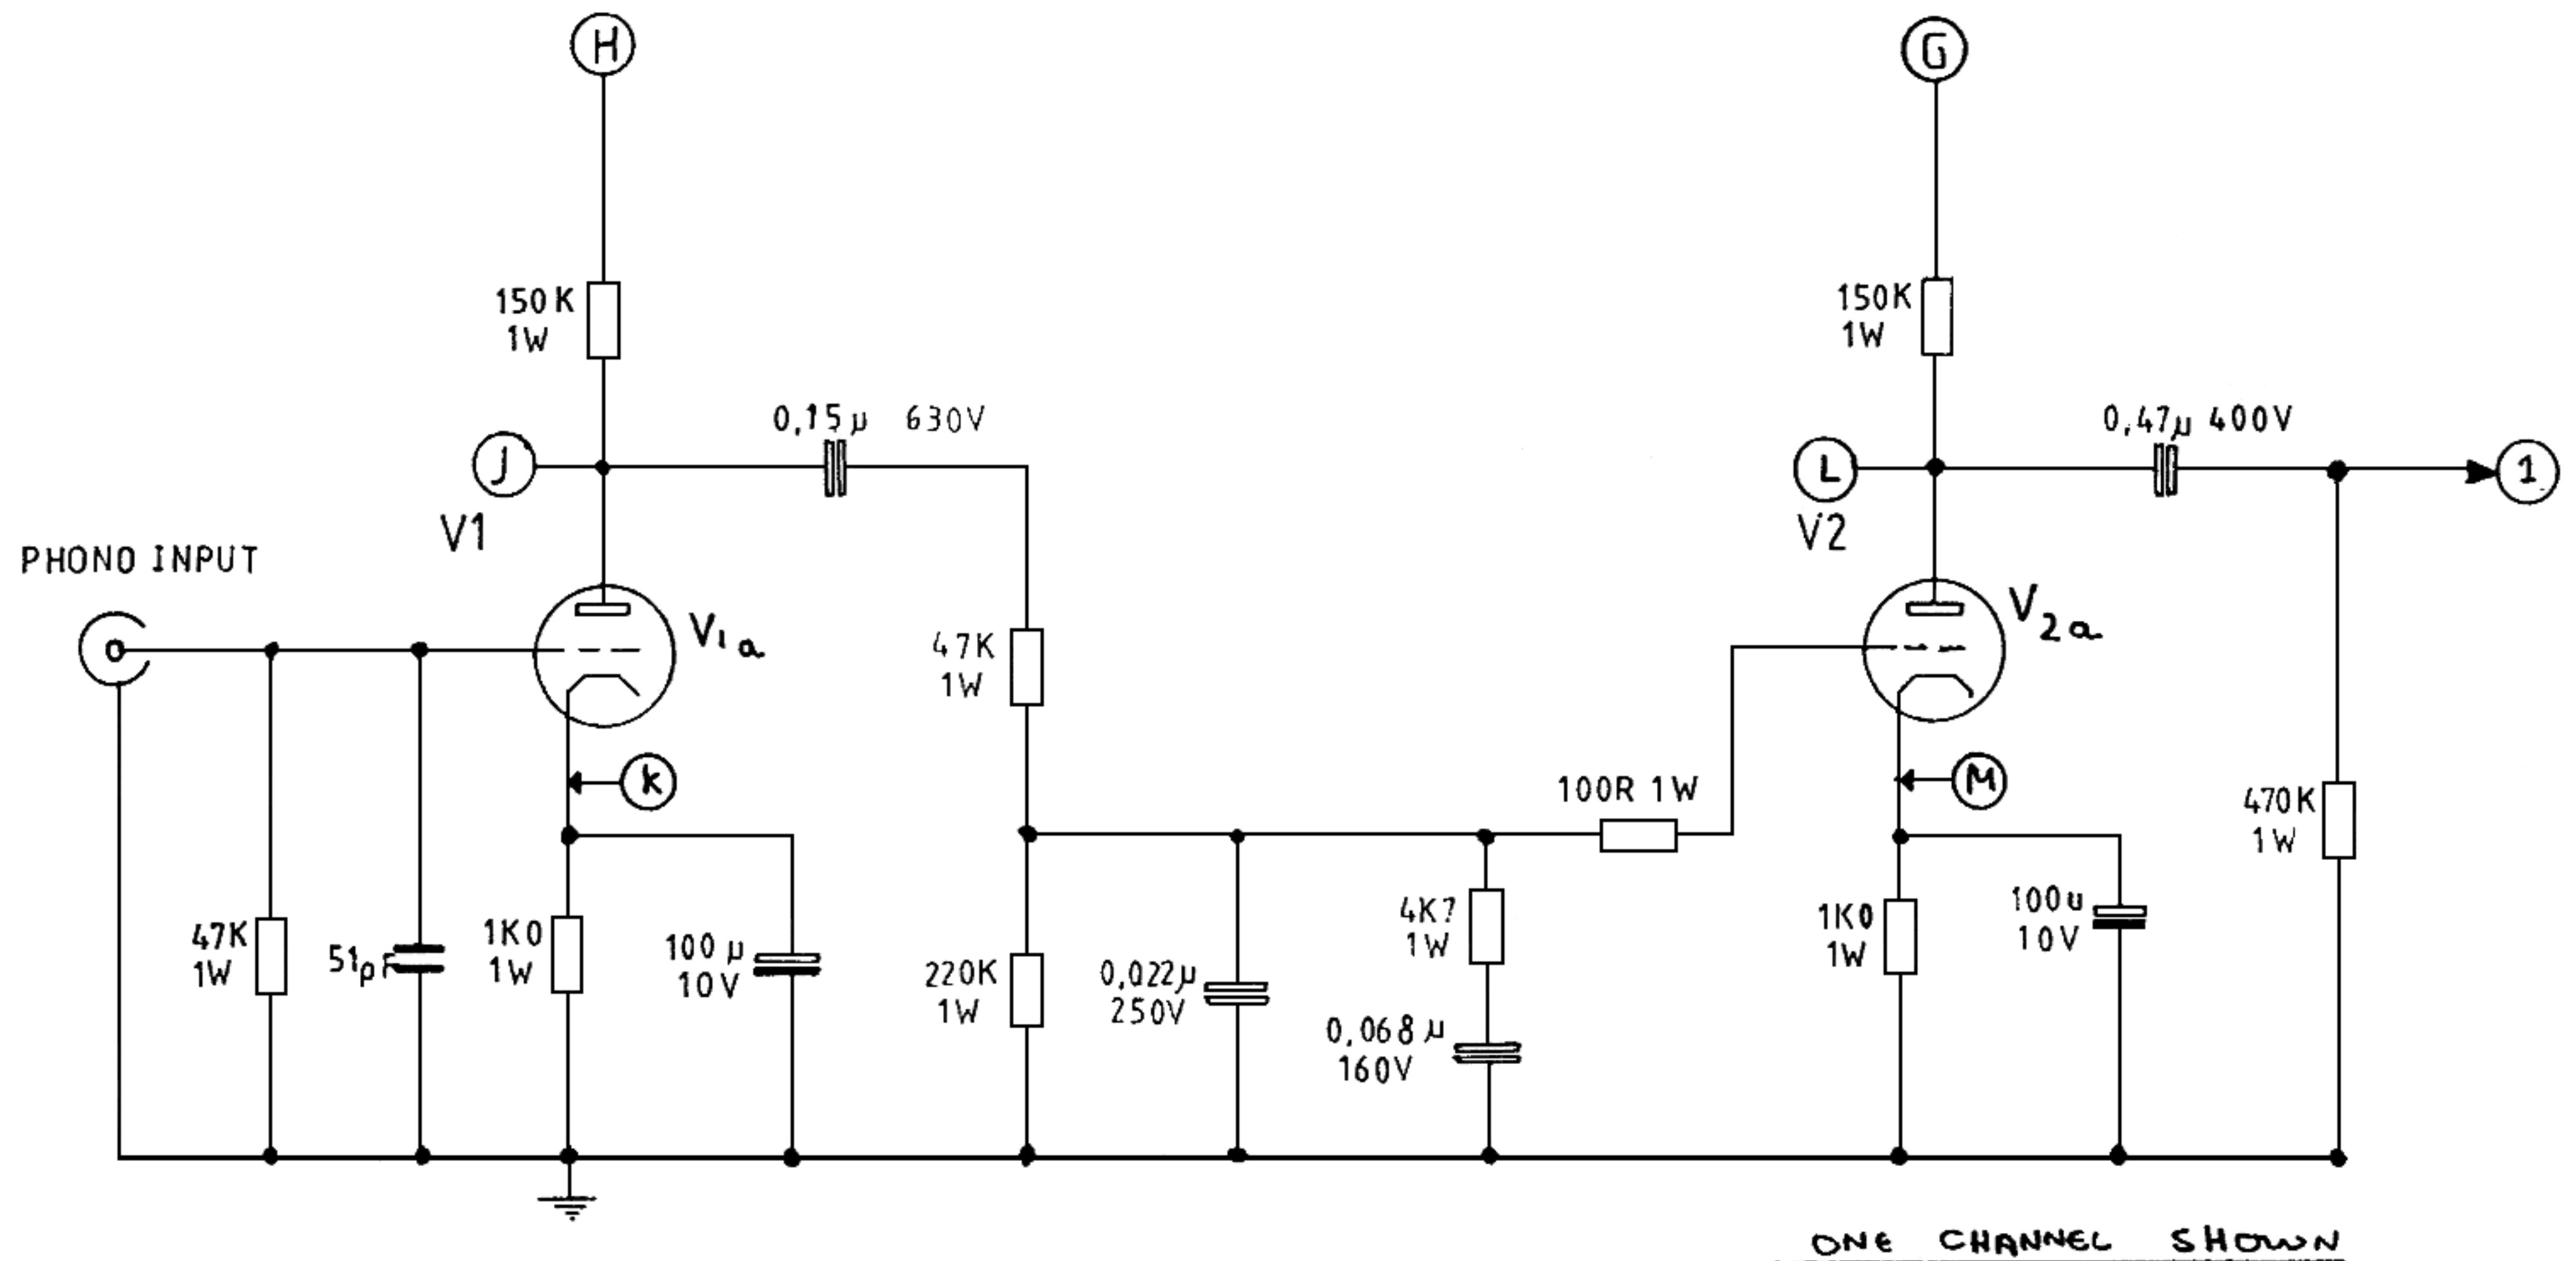 H
G
150K
1W
150K
1W
0,15µ 630V
0,47µ 400V
J
L
1
V1
V2
PHONO INPUT
V1a
V2a
47K
1W
K
M
100R 1W
470K
1W
47K
1W
51pF
1K0
1W
100µ
10V
220K
1W
0,022µ
250V
4K7
1W
0,068µ
160V
1K0
1W
100u
10V
ONE CHANNEL SHOWN